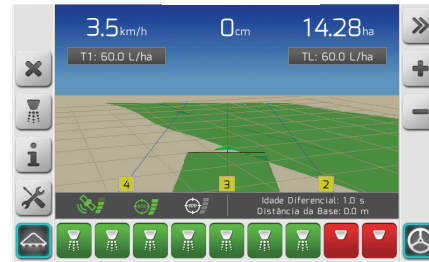 3.5km/h 0cm 14.28ha
T1: 60.0 L/ha TL: 60.0 L/ha
4 3 2
Idade Diferencial: 1.0 s
Distância da Base: 0.0 m